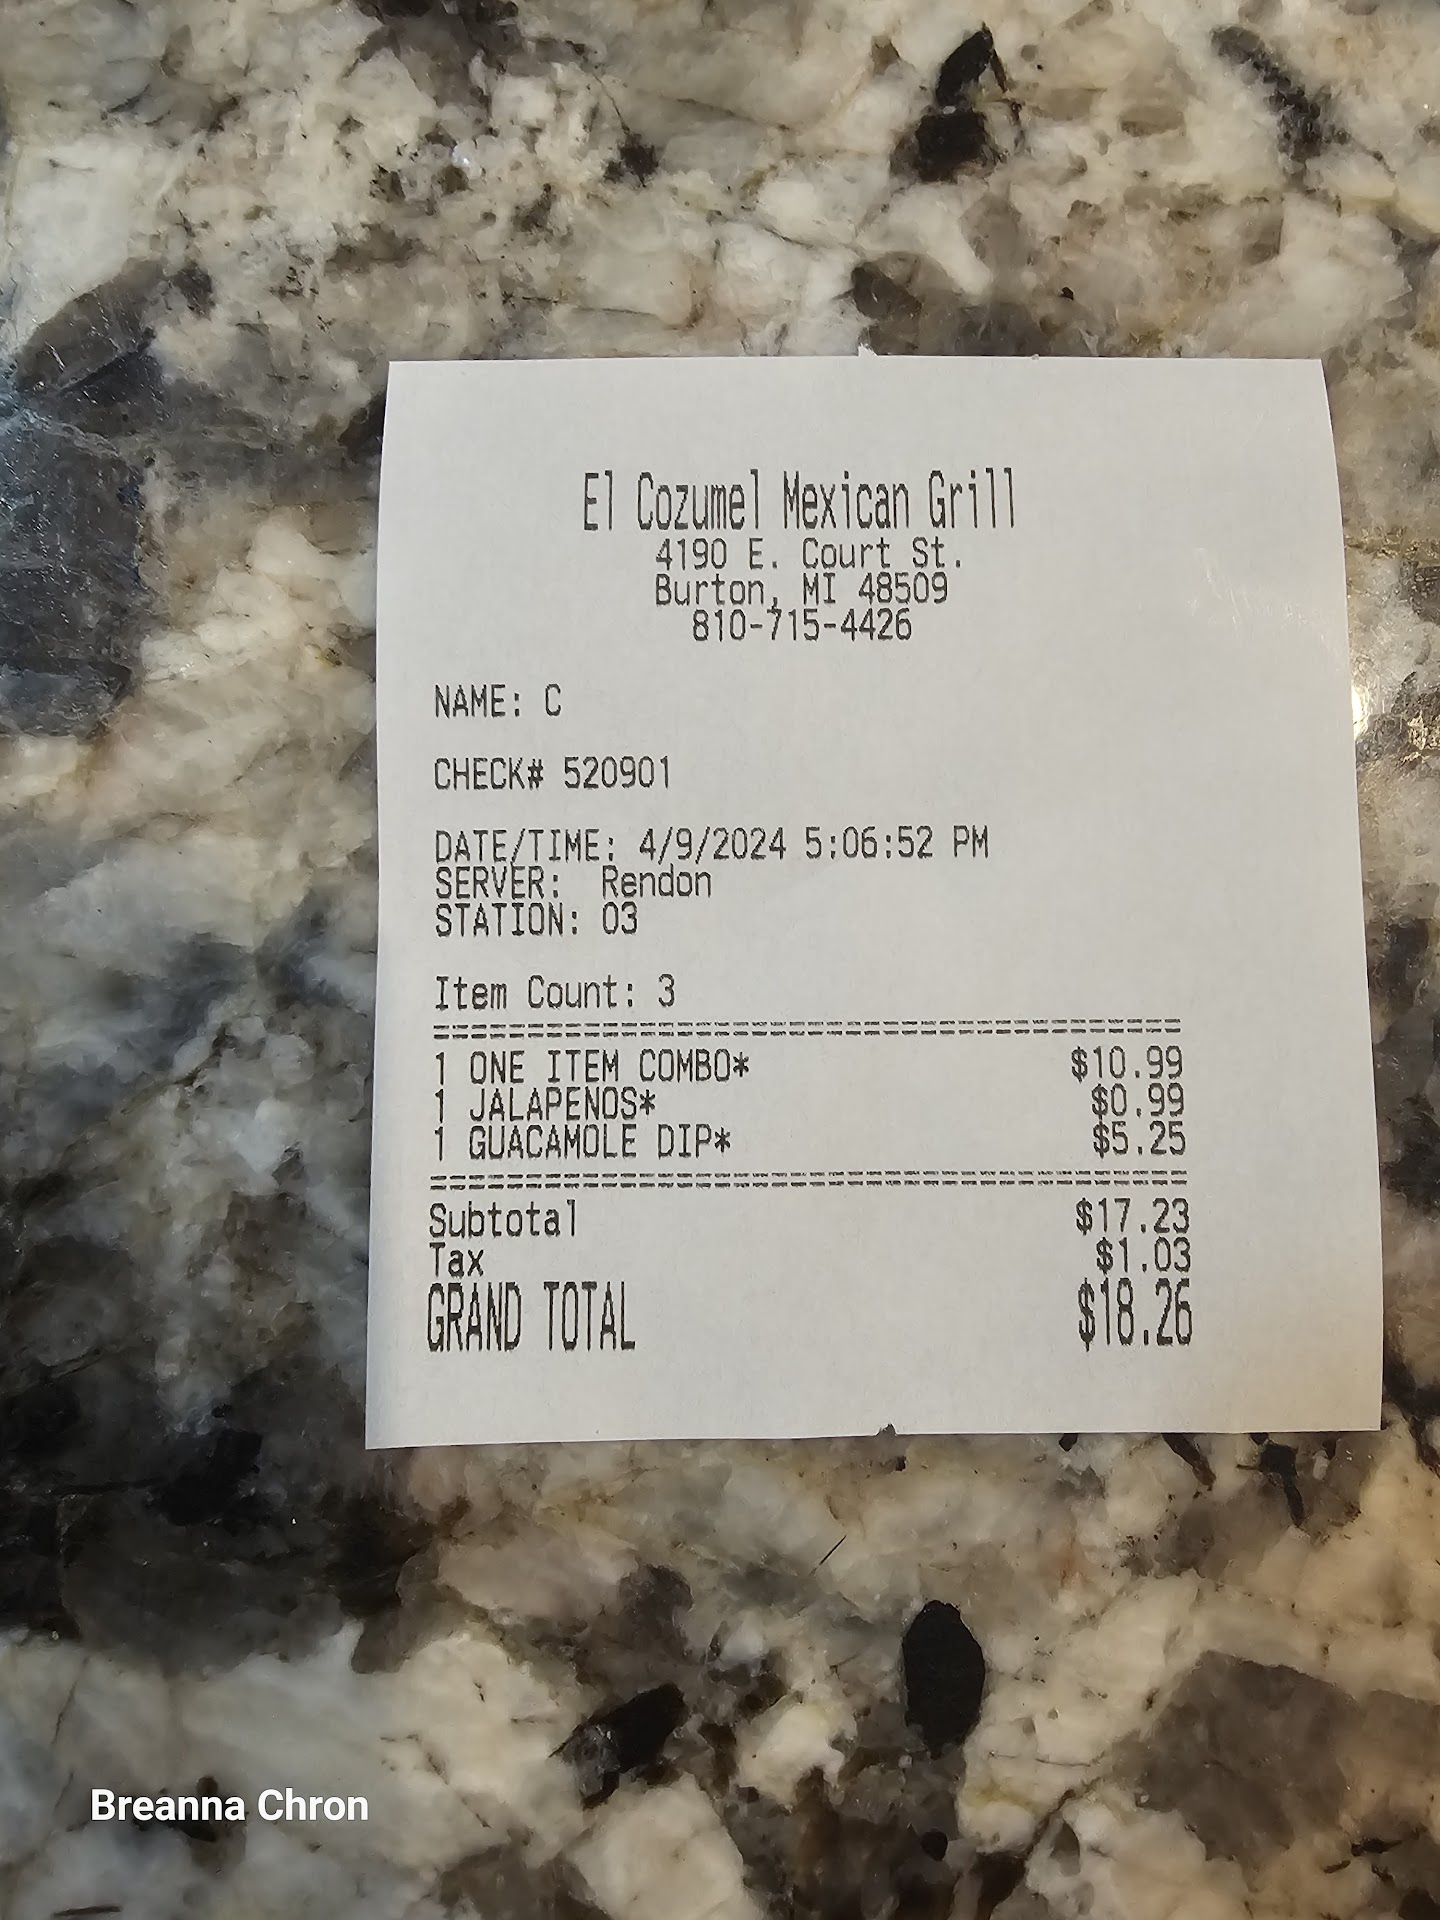 El Cozumel Mexican Grill
4190 E. Court St.
Burton, MI 48509
810-715-4426
NAME: C
CHECK# 520901
DATE/TIME: 4/9/2024 5:06:52 PM
SERVER: Rendon
STATION: 03
Item Count: 3
========================================
1 ONE ITEM COMBO* $10.99
1 JALAPENOS* $0.99
1 GUACAMOLE DIP* $5.25
========================================
Subtotal $17.23
Tax $1.03
GRAND TOTAL $18.26
Breanna Chron